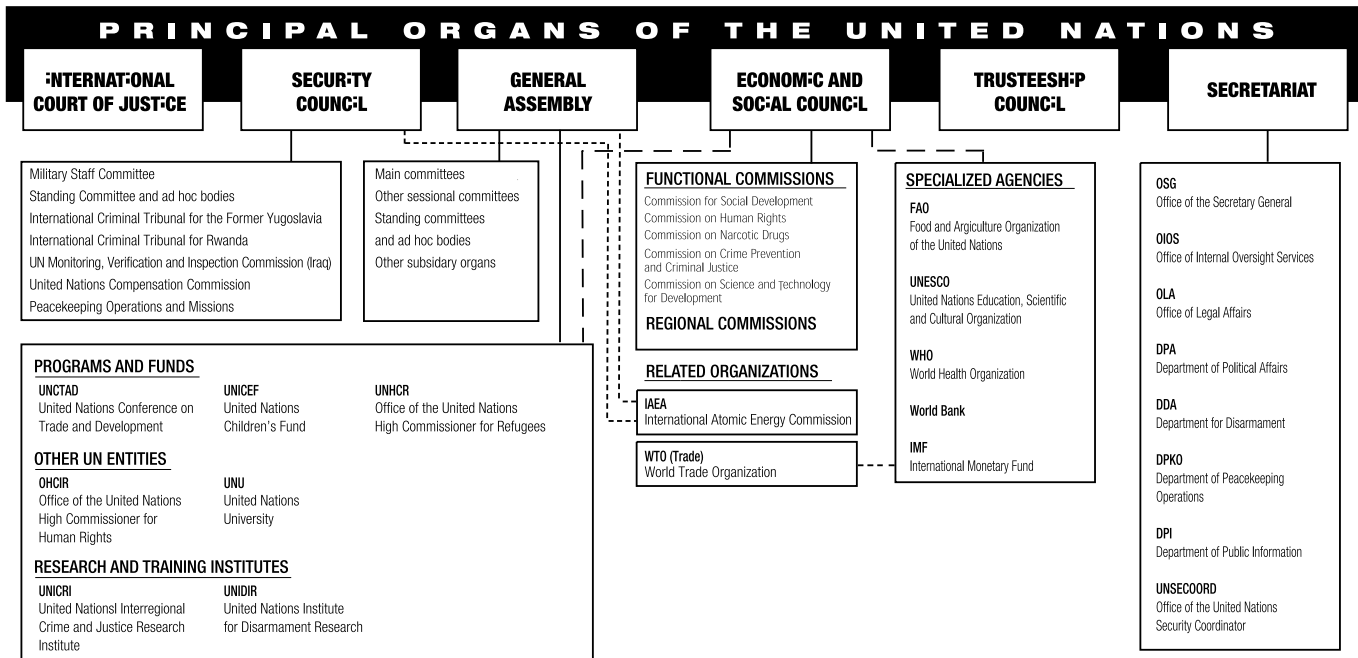 PRINCIPAL ORGANS OF THE UNITED NATIONS
INTERNATIONAL
COURT OF JUSTICE
SECURITY
COUNCIL
GENERAL
ASSEMBLY
ECONOMIC AND
SOCIAL COUNCIL
TRUSTEESHIP
COUNCIL
SECRETARIAT
Military Staff Committee
Standing Committee and ad hoc bodies
International Criminal Tribunal for the Former Yugoslavia
International Criminal Tribunal for Rwanda
UN Monitoring, Verification and Inspection Commission (Iraq)
United Nations Compensation Commission
Peacekeeping Operations and Missions
Main committees
Other sessional committees
Standing committees
and ad hoc bodies
Other subsidary organs
FUNCTIONAL COMMISSIONS
Commission for Social Development
Commission on Human Rights
Commission on Narcotic Drugs
Commission on Crime Prevention
and Criminal Justice
Commission on Science and Technology
for Development
REGIONAL COMMISSIONS
RELATED ORGANIZATIONS
IAEA
International Atomic Energy Commission
WTO (Trade)
World Trade Organization
SPECIALIZED AGENCIES
FAO
Food and Argiculture Organization
of the United Nations
UNESCO
United Nations Education, Scientific
and Cultural Organization
WHO
World Health Organization
World Bank
IMF
International Monetary Fund
OSG
Office of the Secretary General
OIOS
Office of Internal Oversight Services
OLA
Office of Legal Affairs
DPA
Department of Political Affairs
DDA
Department for Disarmament
DPKO
Department of Peacekeeping
Operations
DPI
Department of Public Information
UNSECOORD
Office of the United Nations
Security Coordinator
PROGRAMS AND FUNDS
UNCTAD
United Nations Conference on
Trade and Development
UNICEF
United Nations
Children's Fund
UNHCR
Office of the United Nations
High Commissioner for Refugees
OTHER UN ENTITIES
OHCIR
Office of the United Nations
High Commissioner for
Human Rights
UNU
United Nations
University
RESEARCH AND TRAINING INSTITUTES
UNICRI
United Nationsl Interregional
Crime and Justice Research
Institute
UNIDIR
United Nations Institute
for Disarmament Research